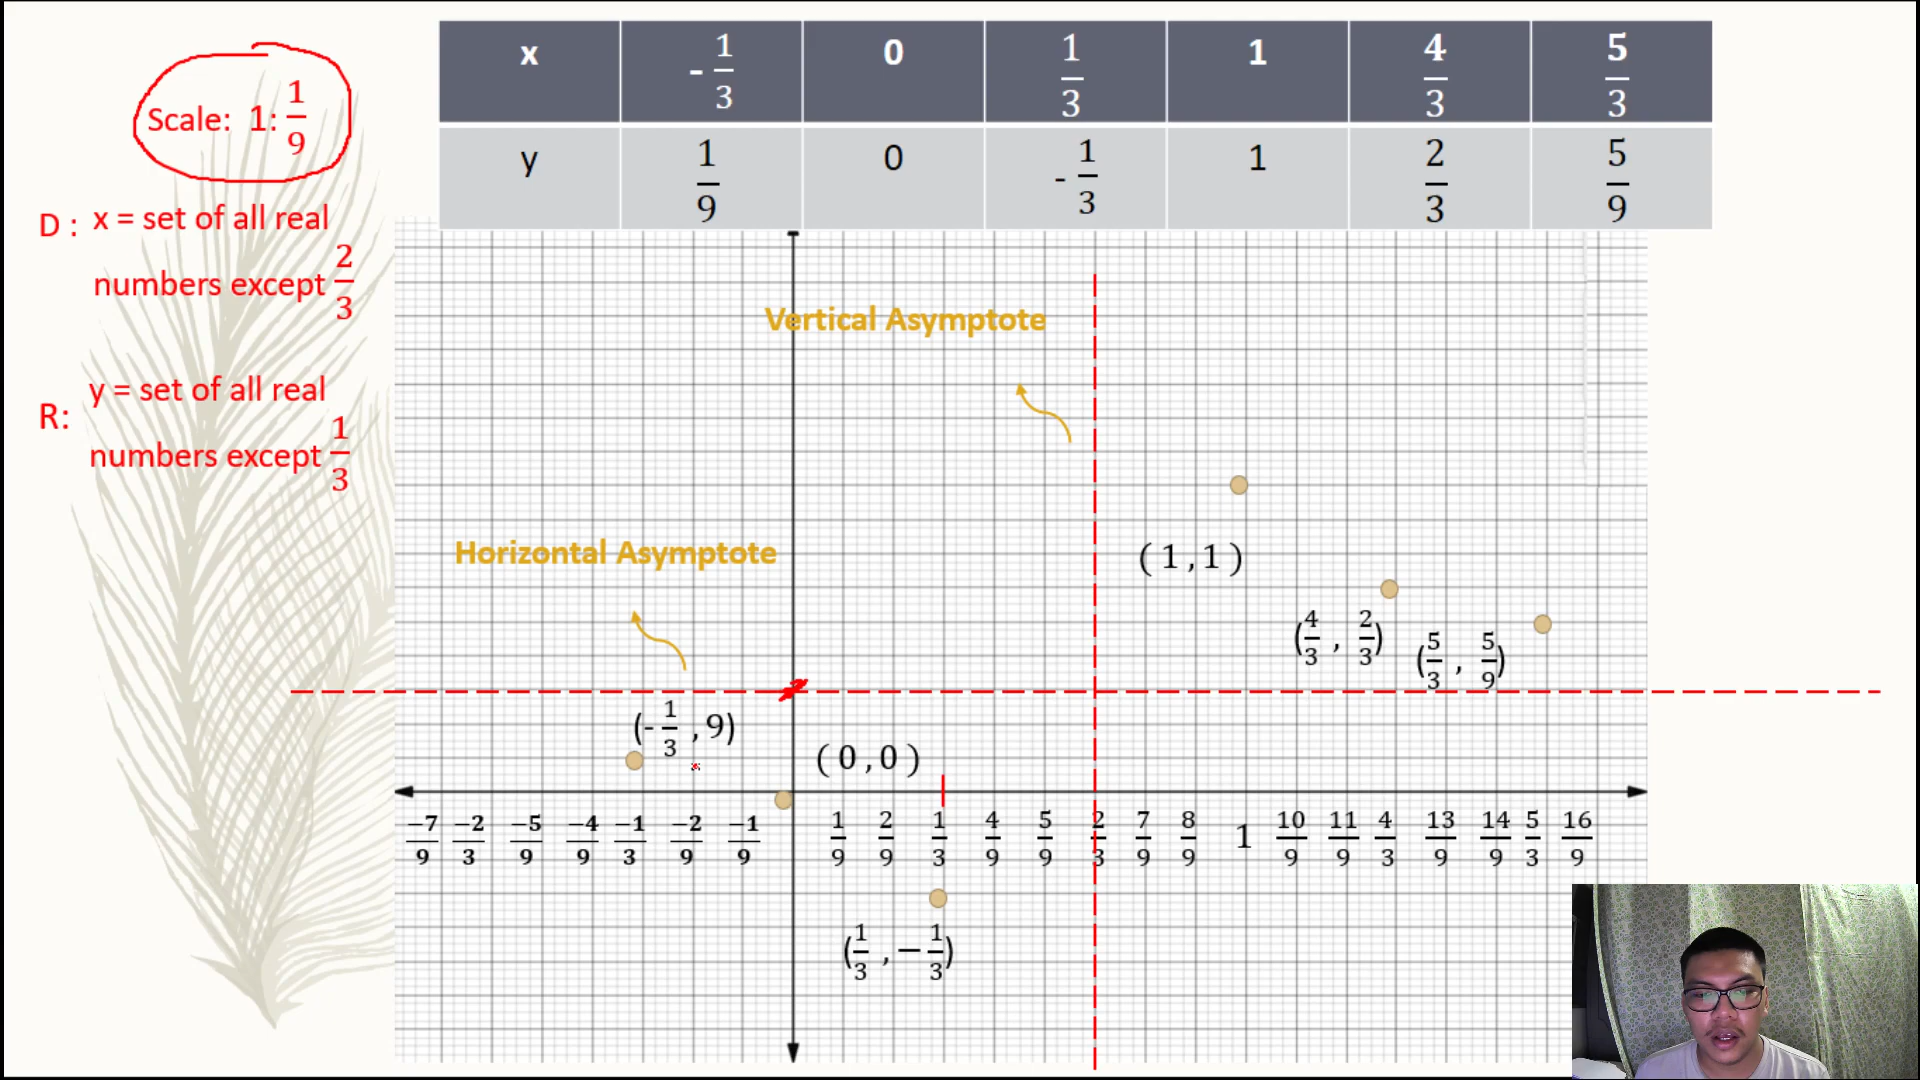 x -1/3 0 1/3 1 4/3 5/3
y 1/9 0 -1/3 1 2/3 5/9
Scale: 1: 1/9
D : x = set of all real
numbers except 2/3
R: y = set of all real
numbers except 1/3
Vertical Asymptote
Horizontal Asymptote
( 1 , 1 )
(4/3 , 2/3)
(5/3 , 5/9)
(-1/3 , 9)
( 0 , 0 )
−7/9 −2/3 −5/9 −4/9 −1/3 −2/9 −1/9 1/9 2/9 1/3 4/9 5/9 2/3 7/9 8/9 1 10/9 11/9 4/3 13/9 14/9 5/3 16/9
(1/3 , −1/3)